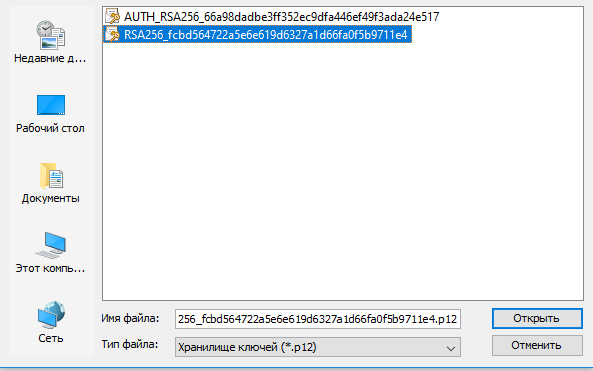 AUTH_RSA256_66a98dadbe3ff352ec9dfa446ef49f3ada24e517
RSA256_fcbd564722a5e6e619d6327a1d66fa0f5b9711e4
Недавние д...
Рабочий стол
Документы
Этот компь...
Сеть
Имя файла:
256_fcbd564722a5e6e619d6327a1d66fa0f5b9711e4.p12
Открыть
Тип файла:
Хранилище ключей (*.p12)
Отменить